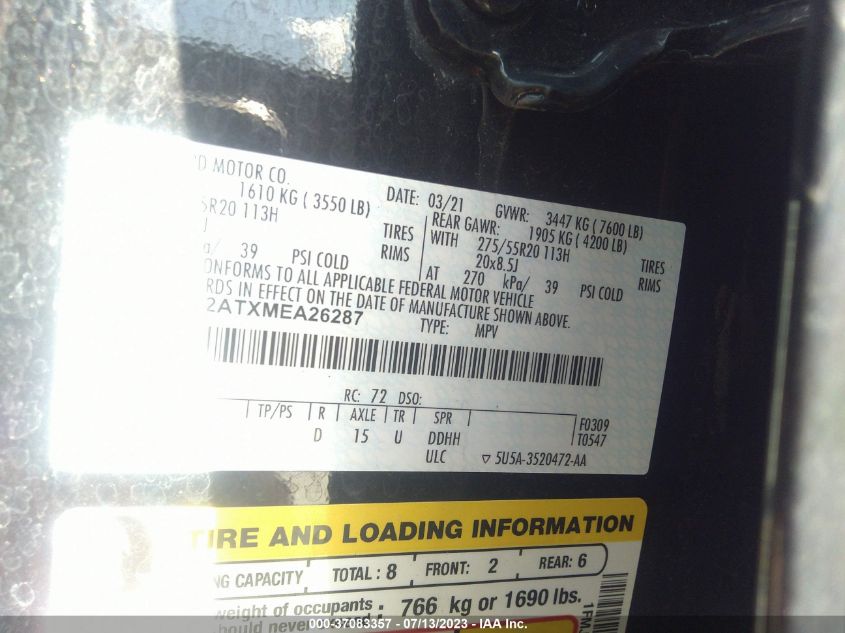 MOTOR CO.
DATE: 03/21 GVWR: 3447 KG (7600 LB)
1610 KG (3550 LB) REAR GAWR: 1905 KG (4200 LB)
5R20 113H TIRES WITH 275/55R20 113H TIRES
J RIMS 20x8.5J RIMS
39 PSI COLD AT 270 kPa/ 39 PSI COLD
ONFORMS TO ALL APPLICABLE FEDERAL MOTOR VEHICLE
RDS IN EFFECT ON THE DATE OF MANUFACTURE SHOWN ABOVE.
2ATXMEA26287 TYPE: MPV
RC: 72 DSO:
TP/PS R AXLE TR SPR F0309
D 15 U DDHH T0547
ULC ▽ 5U5A-3520472-AA
TIRE AND LOADING INFORMATION
NG CAPACITY TOTAL: 8 FRONT: 2 REAR: 6
weight of occupants 766 kg or 1690 lbs.
hould never
1FM
000-37083357 - 07/13/2023 - IAA Inc.